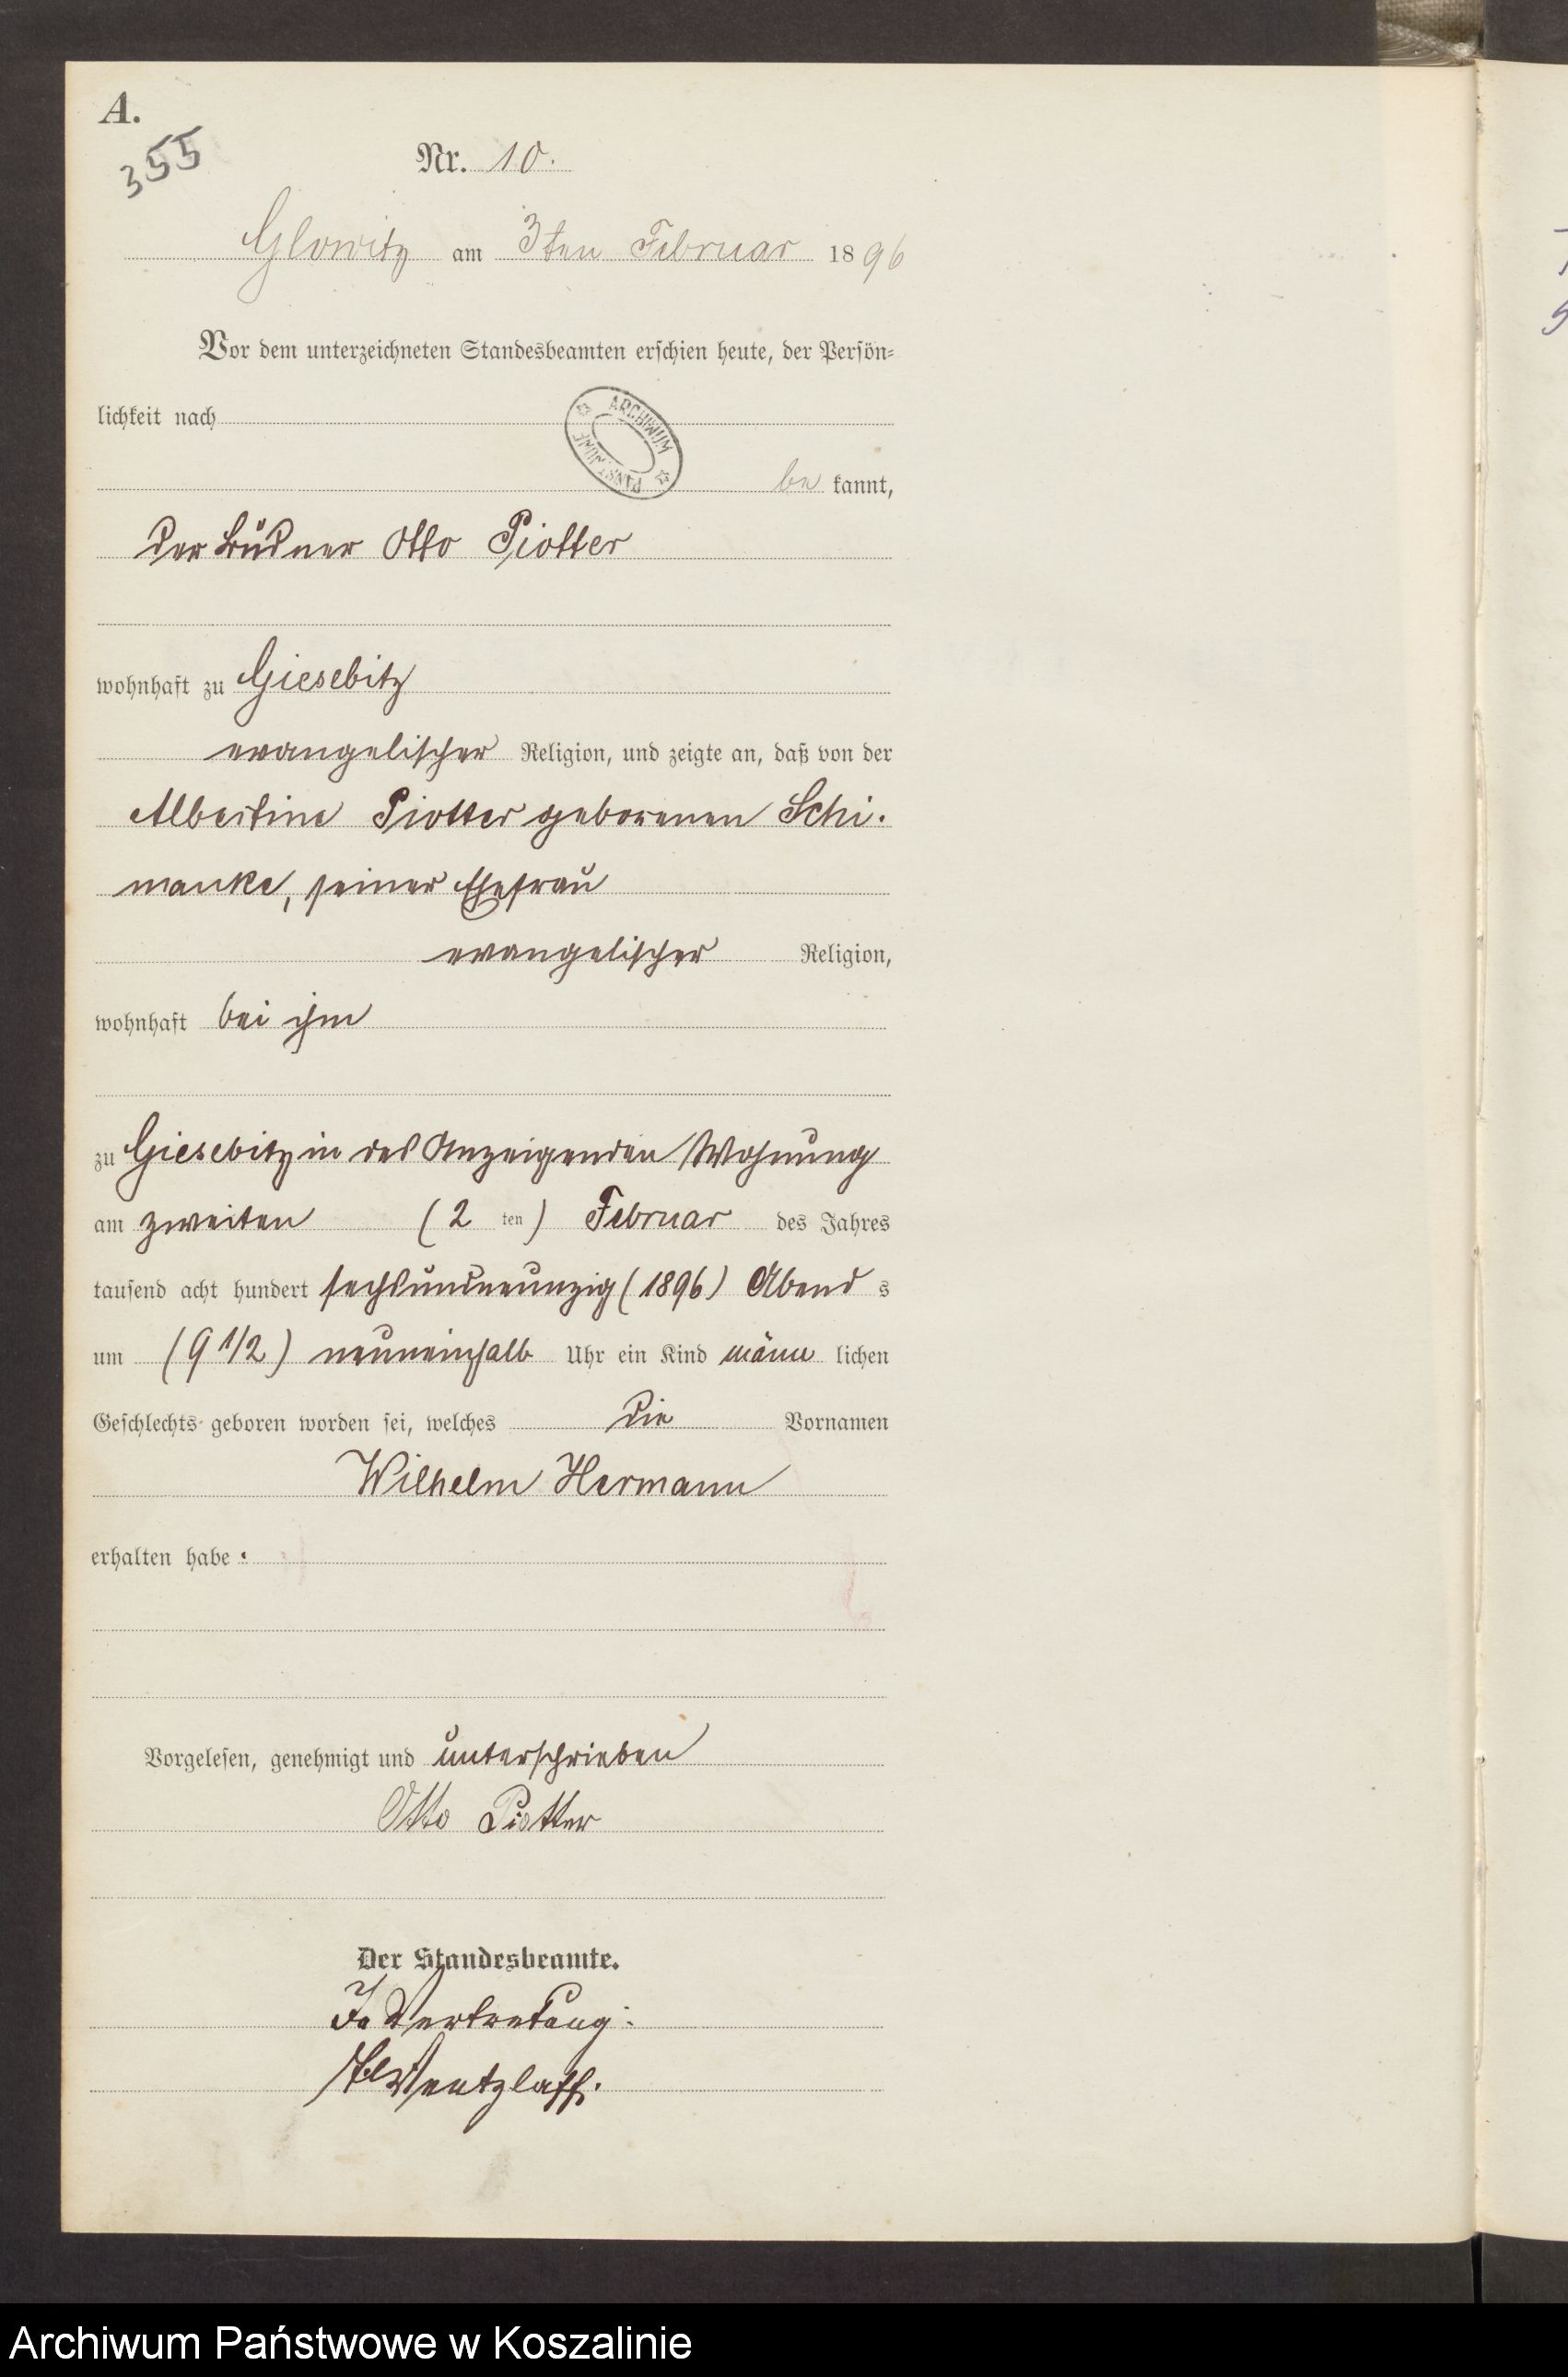 A.
355
Nr. 10.
Glowitz am 3ten Februar 1896
Vor dem unterzeichneten Standesbeamten erschien heute, der Persön-
lichkeit nach
ARCHIWUM
PAŃSTWOWE
be kannt,
der Büdner Otto Piotter
wohnhaft zu Giesebitz
evangelischer Religion, und zeigte an, daß von der
Albertine Piotter geborenen Schi-
manke, seiner Ehefrau
evangelischer Religion,
wohnhaft bei ihm
zu Giesebitz in des Anzeigenden Wohnung
am zweiten (2 ten) Februar des Jahres
tausend acht hundert sechsundneunzig (1896) Abend s
um (9 1/2) neuneinhalb Uhr ein Kind männ lichen
Geschlechts geboren worden sei, welches die Vornamen
Wilhelm Hermann
erhalten habe.
Vorgelesen, genehmigt und unterschrieben
Otto Piotter
Der Standesbeamte.
In Vertretung:
Wentzlaff.
Archiwum Państwowe w Koszalinie